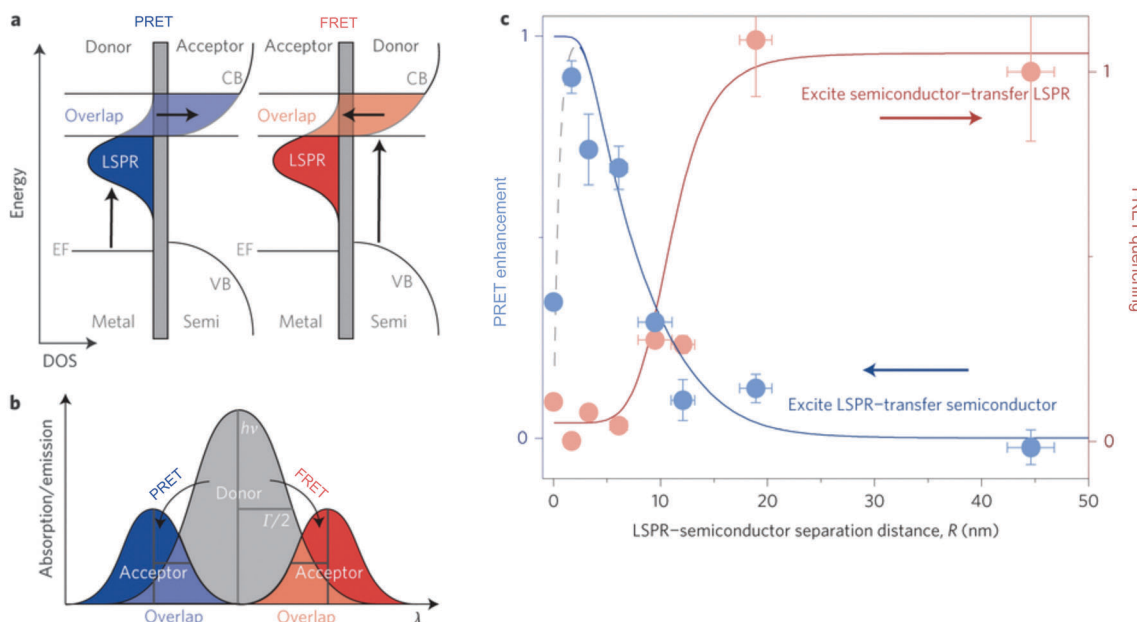 a
PRET
FRET
Donor
Acceptor
Acceptor
Donor
CB
CB
Overlap
Overlap
LSPR
LSPR
Energy
EF
EF
VB
VB
Metal
Semi
Metal
Semi
DOS
b
Absorption/emission
hν
PRET
FRET
Donor
Γ/2
Acceptor
Acceptor
Overlap
Overlap
λ
c
1
0
PRET enhancement
Excite semiconductor–transfer LSPR
Excite LSPR–transfer semiconductor
1
0
quenching
0
10
20
30
40
50
LSPR–semiconductor separation distance, R (nm)